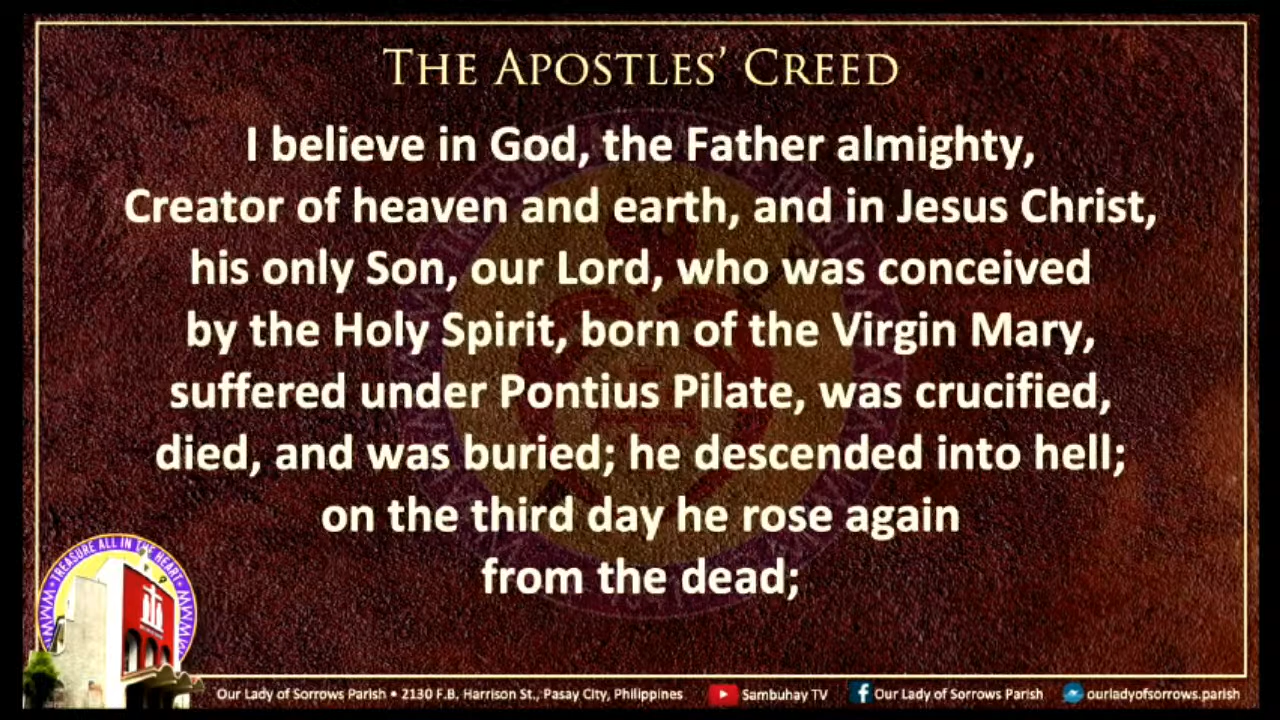 THE APOSTLES' CREED
I believe in God, the Father almighty,
Creator of heaven and earth, and in Jesus Christ,
his only Son, our Lord, who was conceived
by the Holy Spirit, born of the Virgin Mary,
suffered under Pontius Pilate, was crucified,
died, and was buried; he descended into hell;
on the third day he rose again
from the dead;
TREASURE ALL IN THE HEART
Our Lady of Sorrows Parish • 2130 F.B. Harrison St., Pasay City, Philippines
Sambuhay TV
Our Lady of Sorrows Parish
ourladyofsorrows.parish